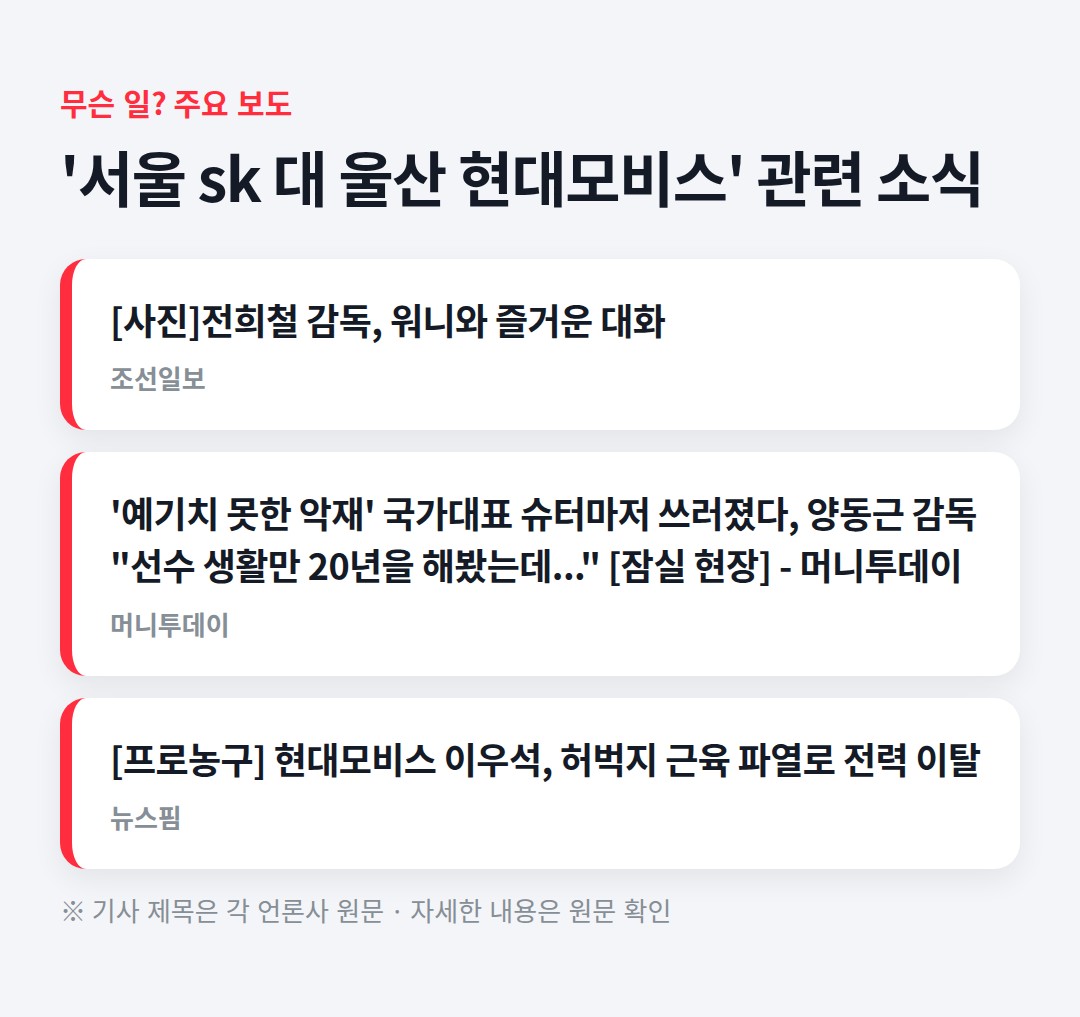 무슨 일? 주요 보도
'서울 sk 대 울산 현대모비스' 관련 소식
[사진]전희철 감독, 워니와 즐거운 대화
조선일보
'예기치 못한 악재' 국가대표 슈터마저 쓰러졌다, 양동근 감독
"선수 생활만 20년을 해봤는데..." [잠실 현장] - 머니투데이
머니투데이
[프로농구] 현대모비스 이우석, 허벅지 근육 파열로 전력 이탈
뉴스핌
※ 기사 제목은 각 언론사 원문 · 자세한 내용은 원문 확인